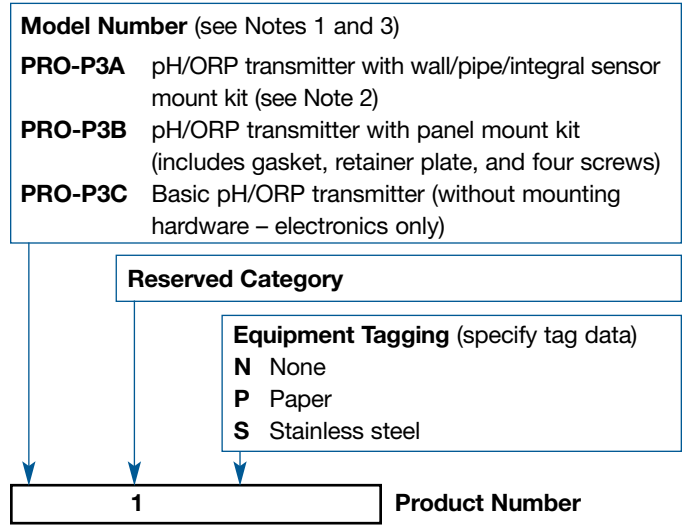 Model Number (see Notes 1 and 3)
PRO-P3A pH/ORP transmitter with wall/pipe/integral sensor
mount kit (see Note 2)
PRO-P3B pH/ORP transmitter with panel mount kit
(includes gasket, retainer plate, and four screws)
PRO-P3C Basic pH/ORP transmitter (without mounting
hardware – electronics only)
Reserved Category
Equipment Tagging (specify tag data)
N None
P Paper
S Stainless steel
1 Product Number